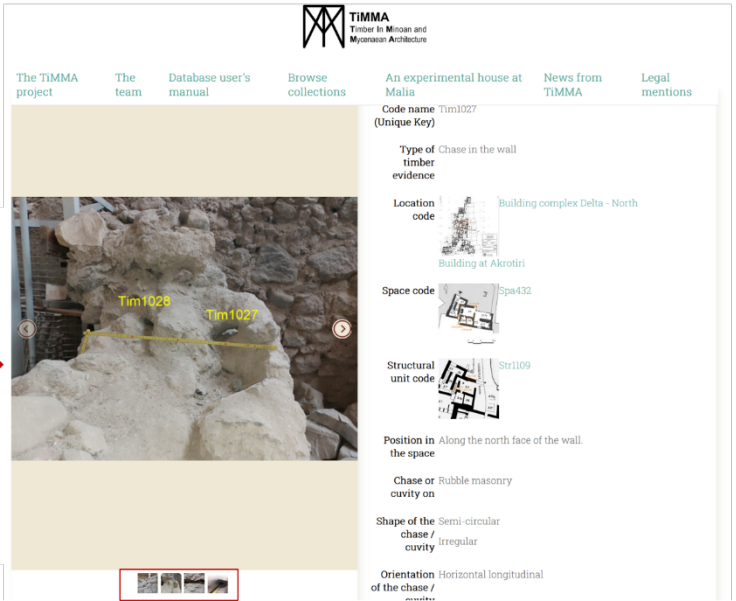 TiMMA
Timber In Minoan and
Mycenaean Architecture
The TiMMA project
The team
Database user's manual
Browse collections
An experimental house at Malia
News from TiMMA
Legal mentions
Code name (Unique Key) Tim1027
Type of timber evidence Chase in the wall
Location code Building complex Delta - North
Building at Akrotiri
Space code Spa432
Structural unit code Str1109
Position in the space Along the north face of the wall.
Chase or cuvity on Rubble masonry
Shape of the chase / cuvity Semi-circular
Irregular
Orientation of the chase / cuvity Horizontal longitudinal
Tim1028
Tim1027